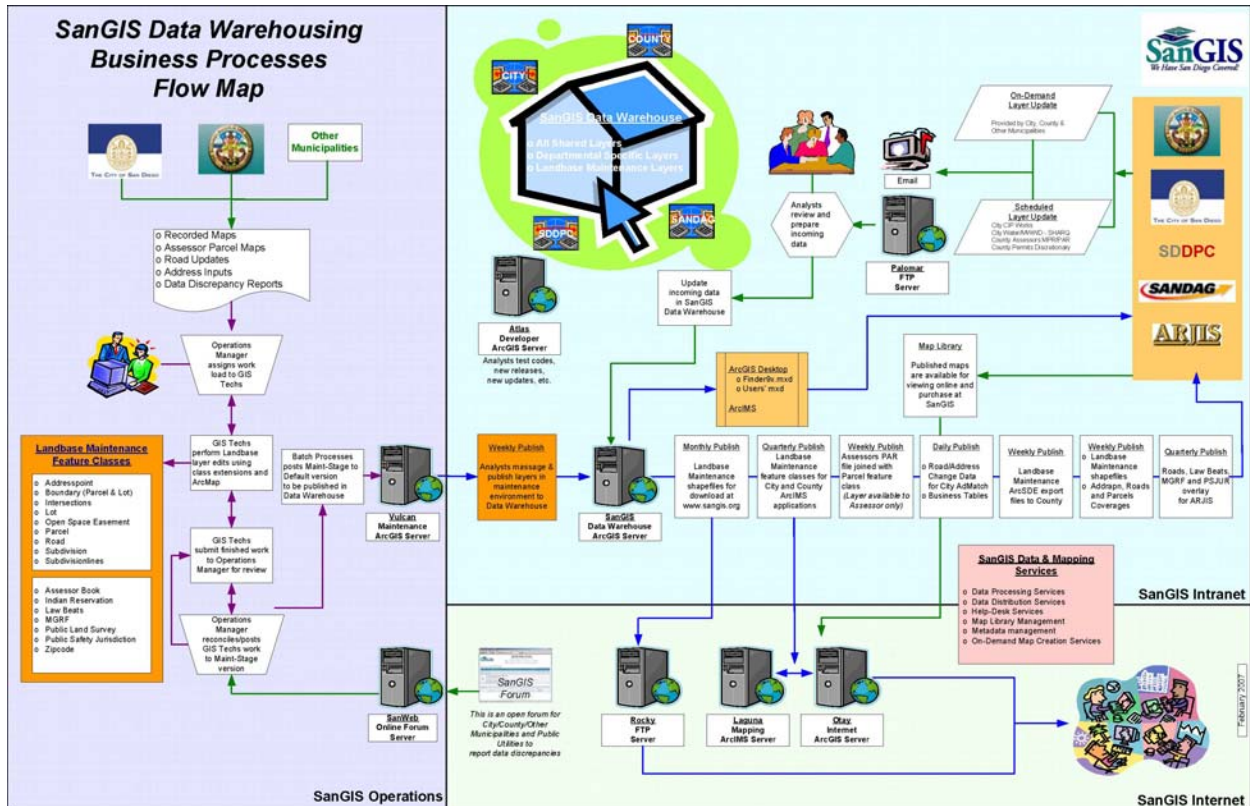 SanGIS Data Warehousing
Business Processes
Flow Map
THE CITY OF SAN DIEGO
Other
Municipalities
o Recorded Maps
o Assessor Parcel Maps
o Road Updates
o Address Inputs
o Data Discrepancy Reports
Operations
Manager
assigns work
load to GIS
Techs
Landbase Maintenance
Feature Classes
o Addresspoint
o Boundary (Parcel & Lot)
o Intersections
o Lot
o Open Space Easement
o Parcel
o Road
o Subdivision
o Subdivisionlines
o Assessor Book
o Indian Reservation
o Law Beats
o MGRF
o Public Land Survey
o Public Safety Jurisdiction
o Zipcode
GIS Techs
perform Landbase
layer edits using
class extensions and
ArcMap
GIS Techs
submit finished work
to Operations
Manager for review
Operations
Manager
reconciles/posts
GIS Techs work
to Maint-Stage
version
Batch Processes
posts Maint-Stage to
Default version
to be published in
Data Warehouse
Vulcan
Maintenance
ArcGIS Server
SanWeb
Online Forum
Server
SanGIS Operations
COUNTY
CITY
SanGIS Data Warehouse
o All Shared Layers
o Departmental Specific Layers
o Landbase Maintenance Layers
SDDPC
SANDAG
Atlas
Developer
ArcGIS Server
Analysts test codes,
new releases,
new updates, etc.
Update
incoming data
in SanGIS
Data Warehouse
Analysts
review and
prepare
incoming
data
Email
Palomar
FTP
Server
On-Demand
Layer Update
Provided by City, County &
Other Municipalities
Scheduled
Layer Update
City CIP Works
County Permits Discretionary
SanGIS
We Have San Diego Covered!
THE CITY OF SAN DIEGO
SDDPC
SANDAG
ARJIS
ArcGIS Desktop
o Finder9x.mxd
o Users' mxd
ArcIMS
Map Library
Published maps
are available for
viewing online and
purchase at
SanGIS
Weekly Publish
Analysts massage &
publish layers in
maintenance
environment to
Data Warehouse
SanGIS
Data Warehouse
ArcGIS Server
Monthly Publish
Landbase
Maintenance
shapefiles for
download at
www.sangis.org
Quarterly Publish
Landbase
Maintenance
feature classes for
City and County
ArcIMS
applications
Weekly Publish
Assessors PAR
file joined with
Parcel feature
class
(Layer available to
Assessor only)
Daily Publish
o Road/Address
Change Data
for City AdMatch
o Business Tables
Weekly Publish
Landbase
Maintenance
ArcSDE export
files to County
Weekly Publish
o Landbase
Maintenance
shapefiles
o Addrapn, Roads
and Parcels
Coverages
Quarterly Publish
Roads, Law Beats,
MGRF and PSJUR
overlay
for ARJIS
SanGIS Data & Mapping
Services
o Data Processing Services
o Data Distribution Services
o Help-Desk Services
o Map Library Management
o Metadata management
o On-Demand Map Creation Services
SanGIS Intranet
SanGIS
Forum
This is an open forum for
City/County/Other
Municipalities and Public
Utilities to
report data discrepancies
Rocky
FTP
Server
Laguna
Mapping
ArcIMS Server
Otay
Internet
ArcGIS Server
February 2007
SanGIS Internet